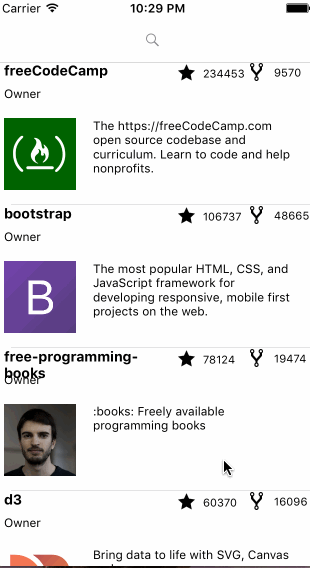 Carrier 10:29 PM
freeCodeCamp 234453 9570
Owner
The https://freeCodeCamp.com
open source codebase and
curriculum. Learn to code and help
nonprofits.
bootstrap 106737 48665
Owner
B
The most popular HTML, CSS, and
JavaScript framework for
developing responsive, mobile first
projects on the web.
free-programming-
books 78124 19474
Owner
:books: Freely available
programming books
d3 60370 16096
Owner
Bring data to life with SVG, Canvas